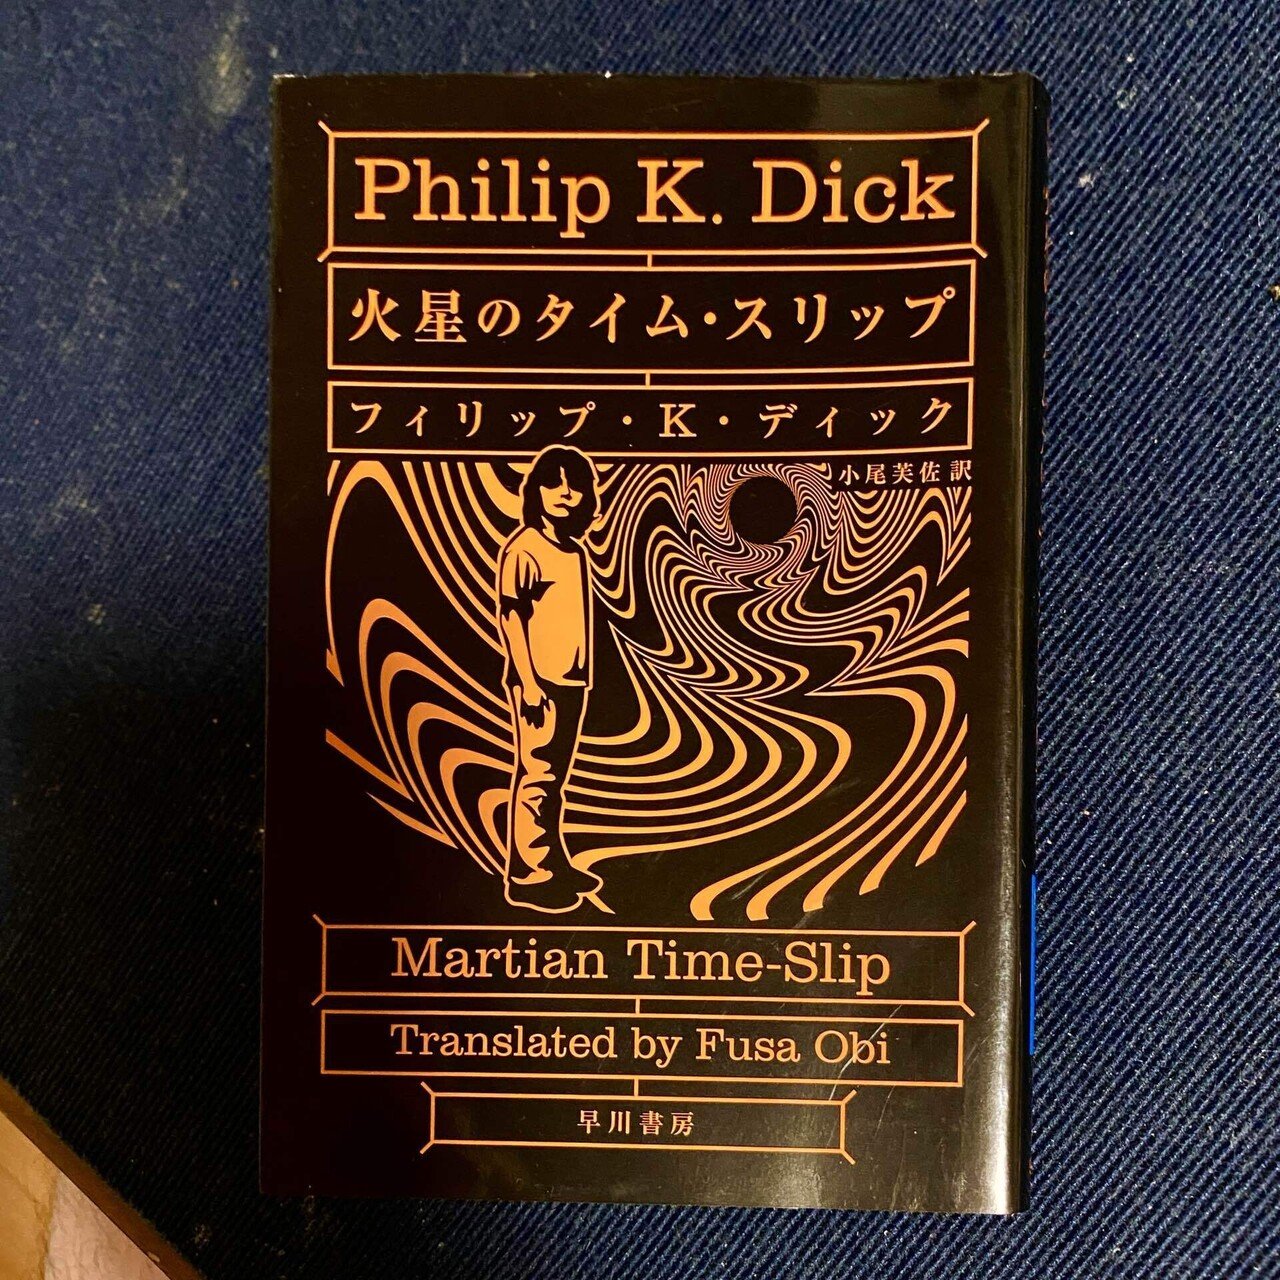 Philip K. Dick
火星のタイム・スリップ
フィリップ・K・ディック
小尾芙佐 訳
Martian Time-Slip
Translated by Fusa Obi
早川書房